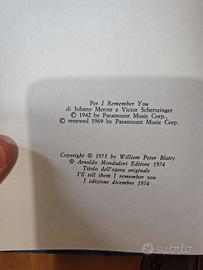 Per I Remember You
di Johnny Mercer e Victor Schertzinger
© 1942 by Paramount Music Corp.
© renewed 1969 by Paramount Music Corp.
Copyright © 1973 by William Peter Blatty
© Arnoldo Mondadori Editore 1974
Titolo dell'opera originale
I'll tell them I remember you
I edizione dicembre 1974
subito